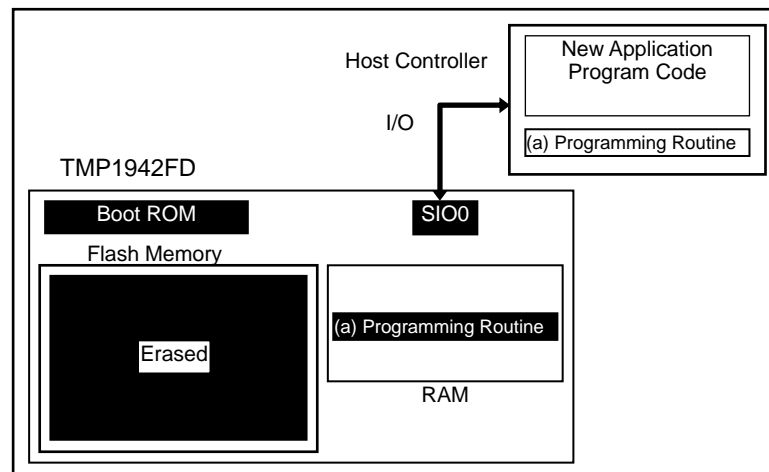 Host Controller
New Application
Program Code
I/O
(a) Programming Routine
TMP1942FD
Boot ROM
SIO0
Flash Memory
(a) Programming Routine
Erased
RAM